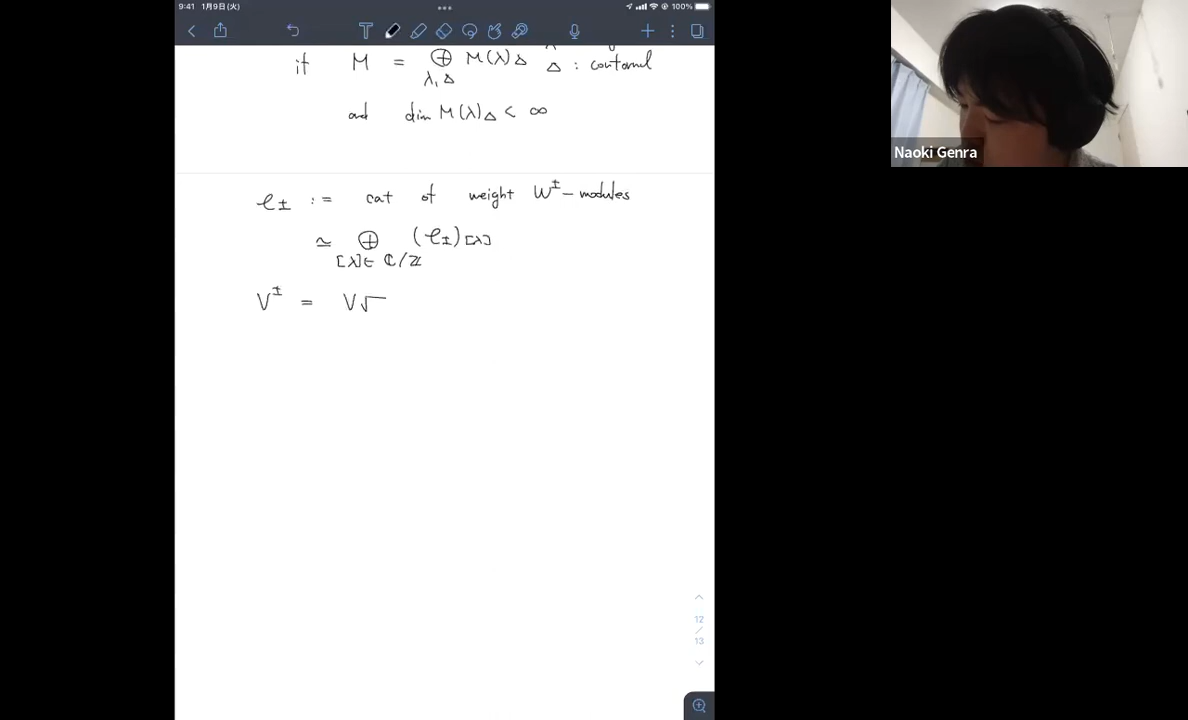 9:41 1月9日(火) 100%
if M = ⊕ M(λ)Δ Δ : conformal
λ, Δ
and dim M(λ)Δ < ∞
𝒞± := cat of weight W± - modules
≃ ⊕ (𝒞±)[λ]
[λ]∈ ℂ/ℤ
V± = V√
12
/
13
Naoki Genra